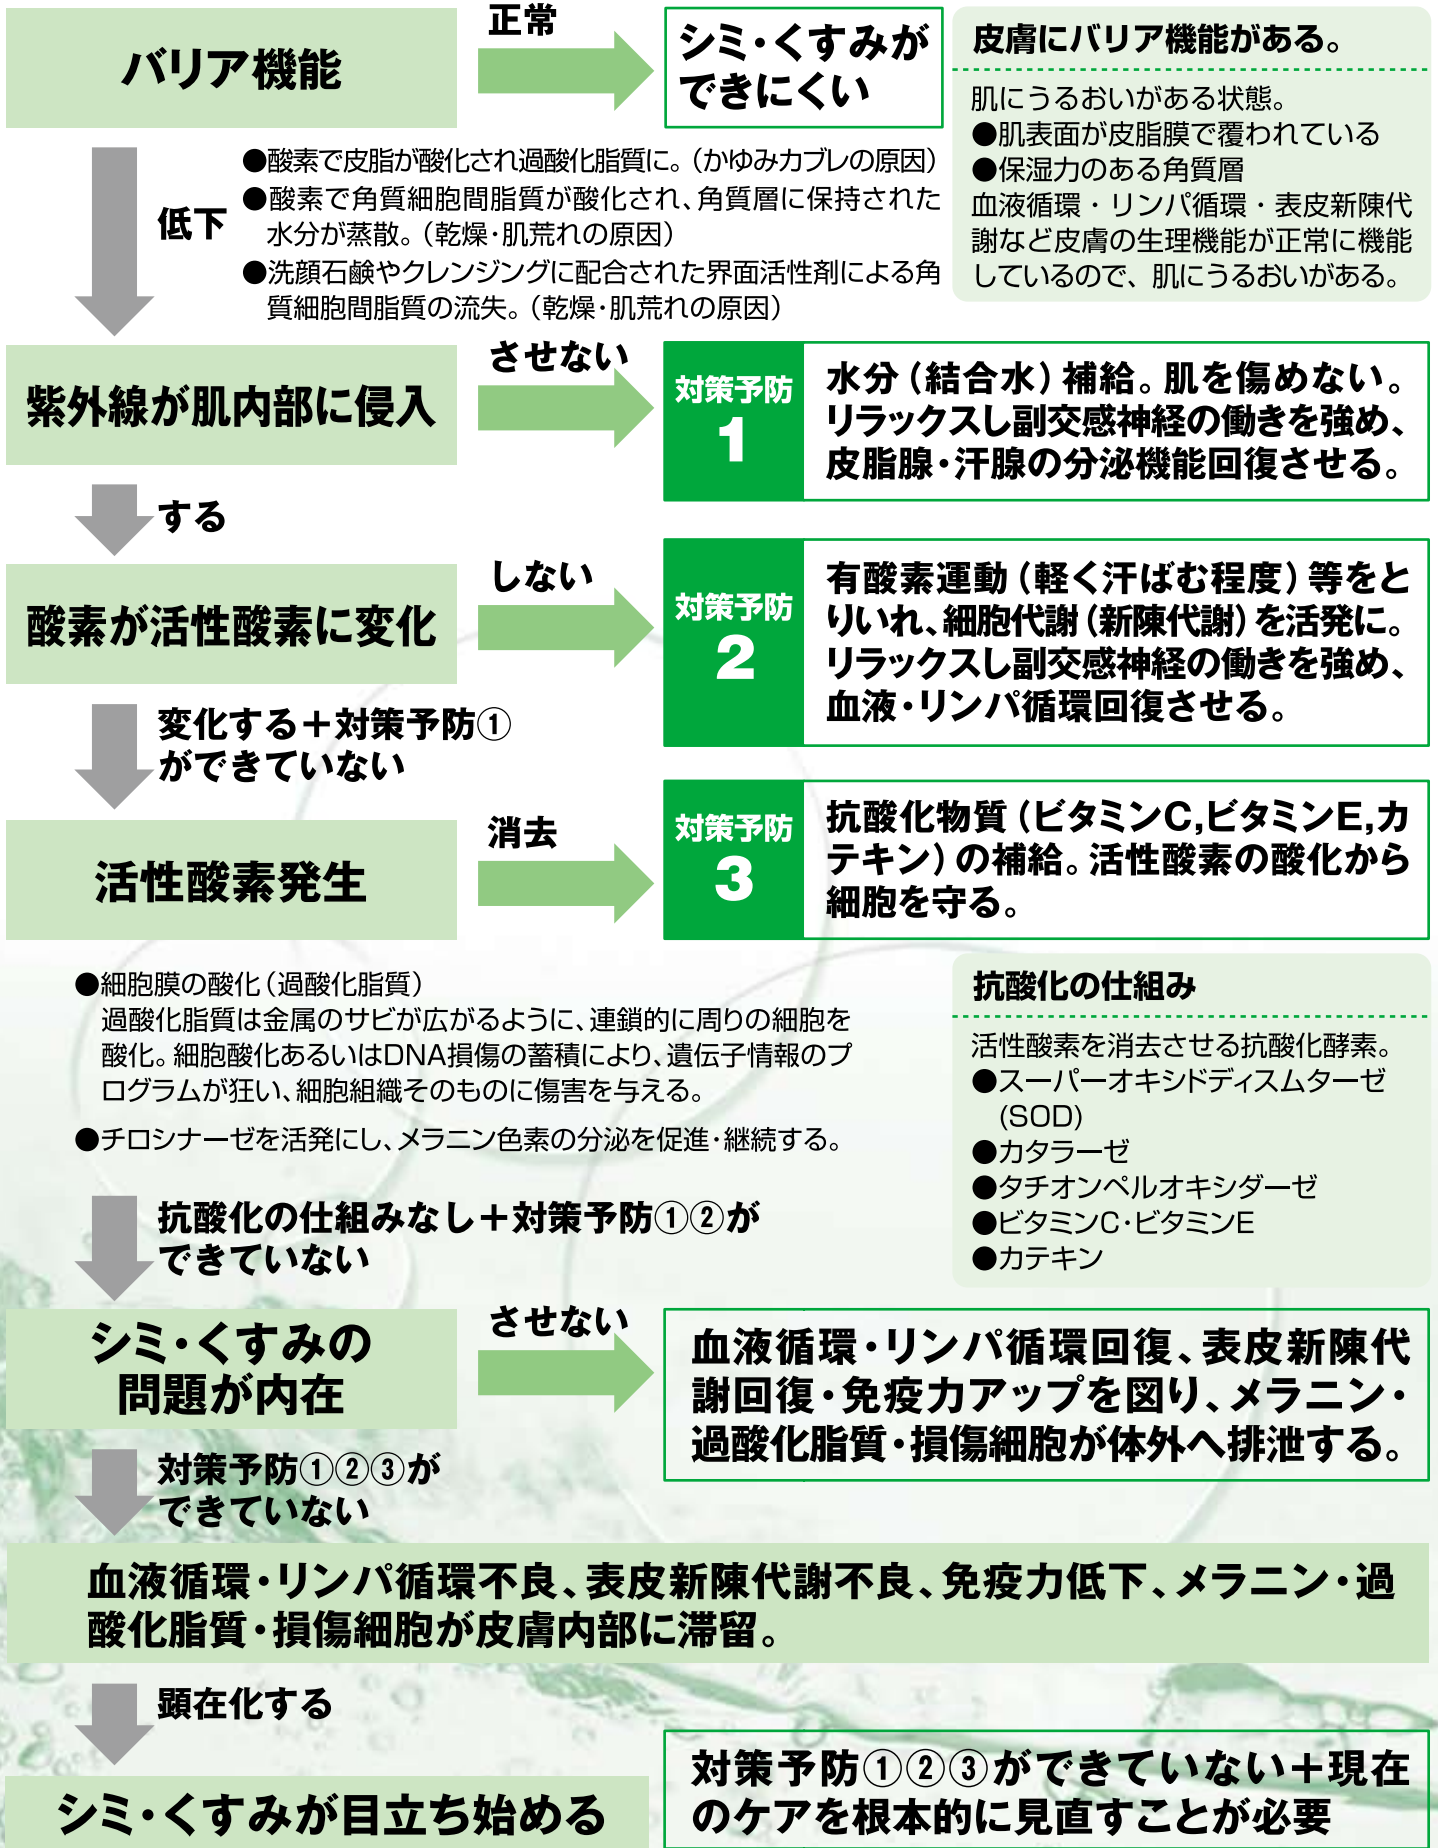 バリア機能
正常
シミ・くすみが
できにくい
皮膚にバリア機能がある。
肌にうるおいがある状態。
●肌表面が皮脂膜で覆われている
●保湿力のある角質層
血液循環・リンパ循環・表皮新陳代
謝など皮膚の生理機能が正常に機能
しているので、肌にうるおいがある。
低下
●酸素で皮脂が酸化され過酸化脂質に。（かゆみカブレの原因）
●酸素で角質細胞間脂質が酸化され、角質層に保持された
水分が蒸散。（乾燥・肌荒れの原因）
●洗顔石鹸やクレンジングに配合された界面活性剤による角
質細胞間脂質の流失。（乾燥・肌荒れの原因）
紫外線が肌内部に侵入
させない
対策予防
1
水分（結合水）補給。肌を傷めない。
リラックスし副交感神経の働きを強め、
皮脂腺・汗腺の分泌機能回復させる。
する
酸素が活性酸素に変化
しない
対策予防
2
有酸素運動（軽く汗ばむ程度）等をと
りいれ、細胞代謝（新陳代謝）を活発に。
リラックスし副交感神経の働きを強め、
血液・リンパ循環回復させる。
変化する＋対策予防①
ができていない
活性酸素発生
消去
対策予防
3
抗酸化物質（ビタミンC,ビタミンE,カ
テキン）の補給。活性酸素の酸化から
細胞を守る。
●細胞膜の酸化（過酸化脂質）
過酸化脂質は金属のサビが広がるように、連鎖的に周りの細胞を
酸化。細胞酸化あるいはDNA損傷の蓄積により、遺伝子情報のプ
ログラムが狂い、細胞組織そのものに傷害を与える。
●チロシナーゼを活発にし、メラニン色素の分泌を促進・継続する。
抗酸化の仕組み
活性酸素を消去させる抗酸化酵素。
●スーパーオキシドディスムターゼ
(SOD)
●カタラーゼ
●タチオンペルオキシダーゼ
●ビタミンC・ビタミンE
●カテキン
抗酸化の仕組みなし＋対策予防①②が
できていない
シミ・くすみの
問題が内在
させない
血液循環・リンパ循環回復、表皮新陳代
謝回復・免疫力アップを図り、メラニン・
過酸化脂質・損傷細胞が体外へ排泄する。
対策予防①②③が
できていない
血液循環・リンパ循環不良、表皮新陳代謝不良、免疫力低下、メラニン・過
酸化脂質・損傷細胞が皮膚内部に滞留。
顕在化する
シミ・くすみが目立ち始める
対策予防①②③ができていない＋現在
のケアを根本的に見直すことが必要